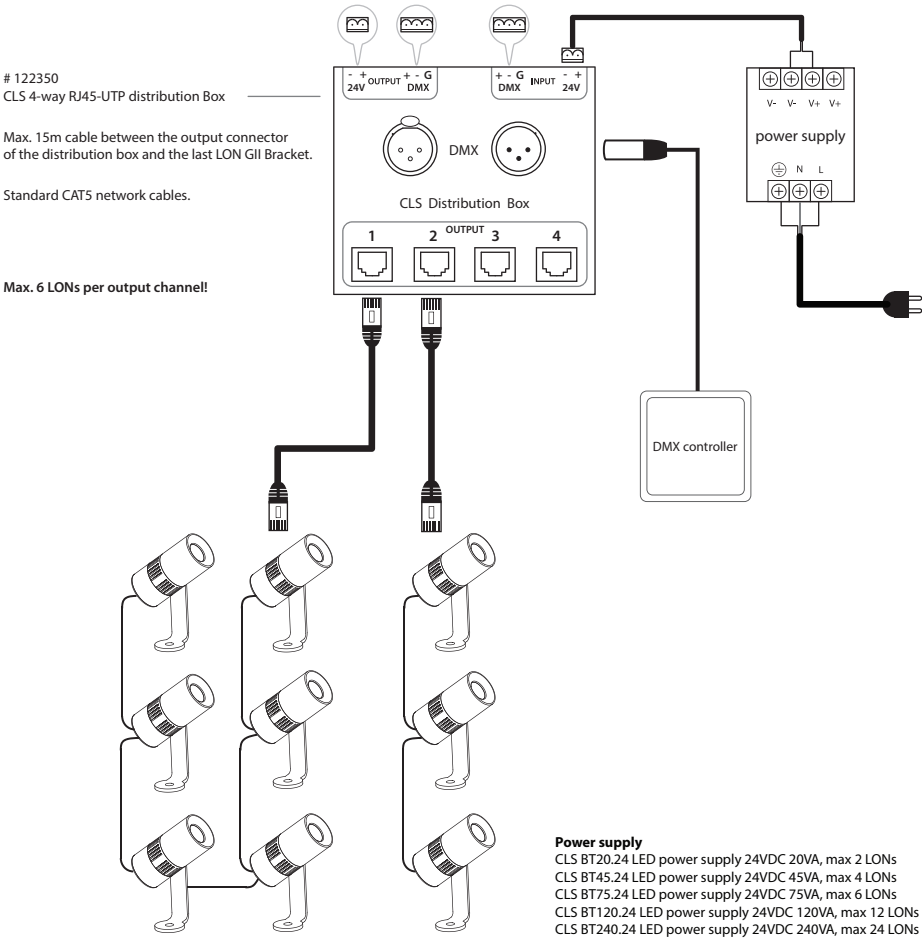 # 122350
CLS 4-way RJ45-UTP distribution Box
Max. 15m cable between the output connector
of the distribution box and the last LON GII Bracket.
Standard CAT5 network cables.
Max. 6 LONs per output channel!
- + OUTPUT + - G
24V DMX
+ - G INPUT - +
DMX 24V
DMX
CLS Distribution Box
OUTPUT
1 2 3 4
V- V- V+ V+
power supply
N L
DMX controller
Power supply
CLS BT20.24 LED power supply 24VDC 20VA, max 2 LONs
CLS BT45.24 LED power supply 24VDC 45VA, max 4 LONs
CLS BT75.24 LED power supply 24VDC 75VA, max 6 LONs
CLS BT120.24 LED power supply 24VDC 120VA, max 12 LONs
CLS BT240.24 LED power supply 24VDC 240VA, max 24 LONs